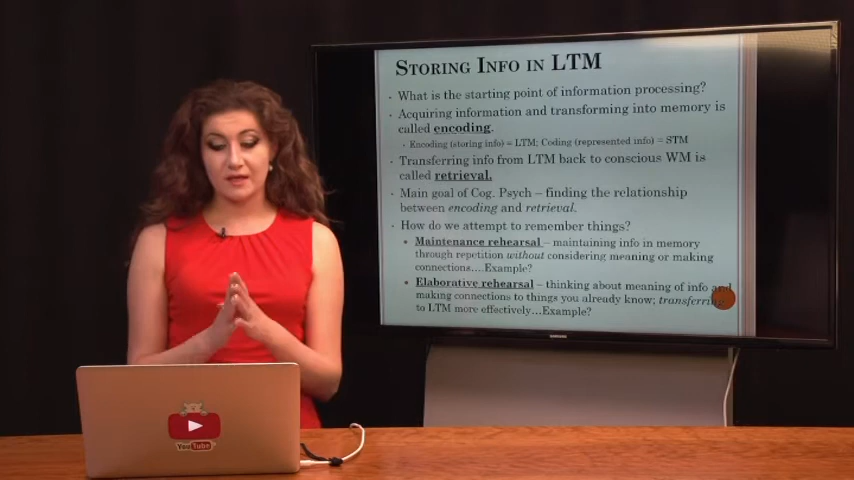 STORING INFO IN LTM
• What is the starting point of information processing?
• Acquiring information and transforming into memory is
called encoding.
• Encoding (storing info) = LTM; Coding (represented info) = STM
• Transferring info from LTM back to conscious WM is
called retrieval.
• Main goal of Cog. Psych – finding the relationship
between encoding and retrieval.
• How do we attempt to remember things?
• Maintenance rehearsal – maintaining info in memory
through repetition without considering meaning or making
connections….Example?
• Elaborative rehearsal – thinking about meaning of info and
making connections to things you already know; transferring
to LTM more effectively…Example?
SAMSUNG
YouTube